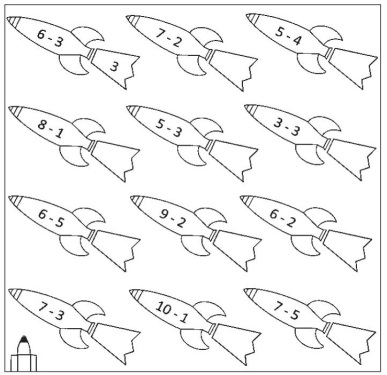 6 - 3
3
7 - 2
5 - 4
8 - 1
5 - 3
3 - 3
6 - 5
9 - 2
6 - 2
7 - 3
10 - 1
7 - 5